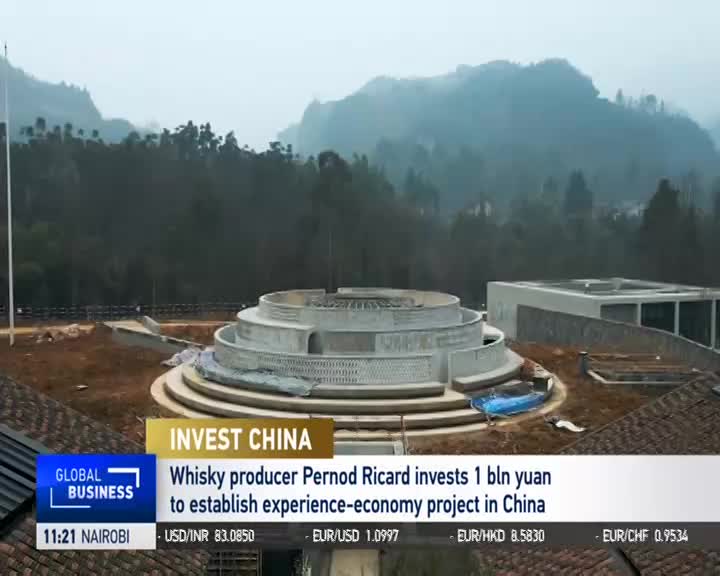 INVEST CHINA
GLOBAL
BUSINESS
Whisky producer Pernod Ricard invests 1 bln yuan
to establish experience-economy project in China
11:21 NAIROBI
- USD/INR 83.0850 - EUR/USD 1.0997 - EUR/HKD 8.5830 - EUR/CHF 0.9534